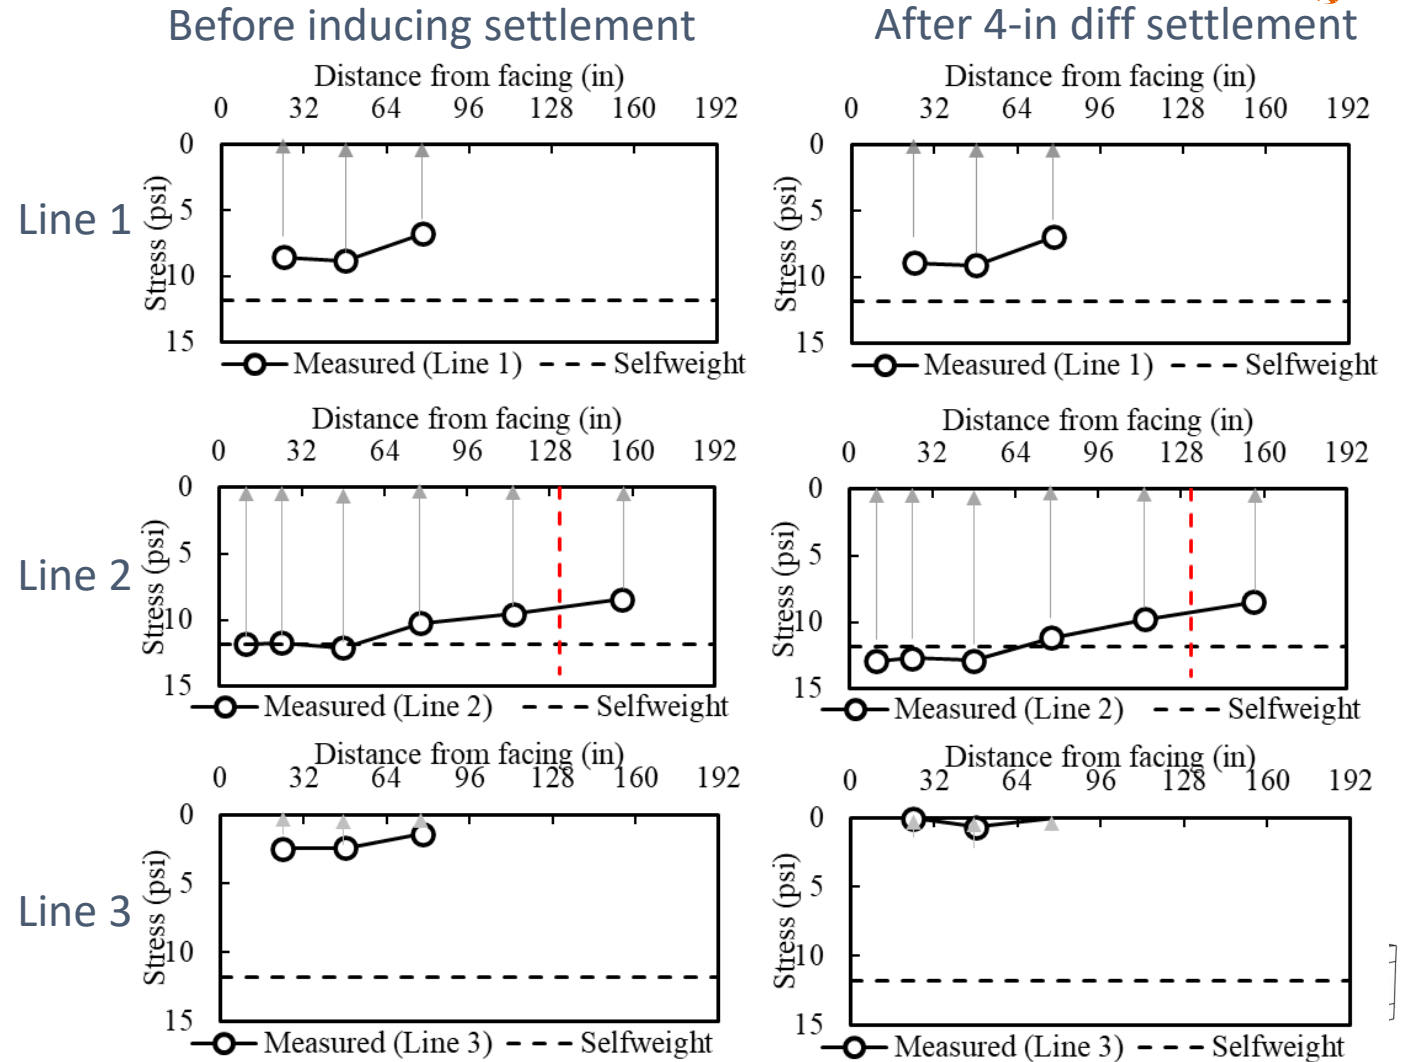 Before inducing settlement
After 4-in diff settlement
Line 1
Distance from facing (in)
0 32 64 96 128 160 192
Stress (psi)
0
5
10
15
Measured (Line 1) Selfweight
Distance from facing (in)
0 32 64 96 128 160 192
Stress (psi)
0
5
10
15
Measured (Line 1) Selfweight
Line 2
Distance from facing (in)
0 32 64 96 128 160 192
Stress (psi)
0
5
10
15
Measured (Line 2) Selfweight
Distance from facing (in)
0 32 64 96 128 160 192
Stress (psi)
0
5
10
15
Measured (Line 2) Selfweight
Line 3
Distance from facing (in)
0 32 64 96 128 160 192
Stress (psi)
0
5
10
15
Measured (Line 3) Selfweight
Distance from facing (in)
0 32 64 96 128 160 192
Stress (psi)
0
5
10
15
Measured (Line 3) Selfweight